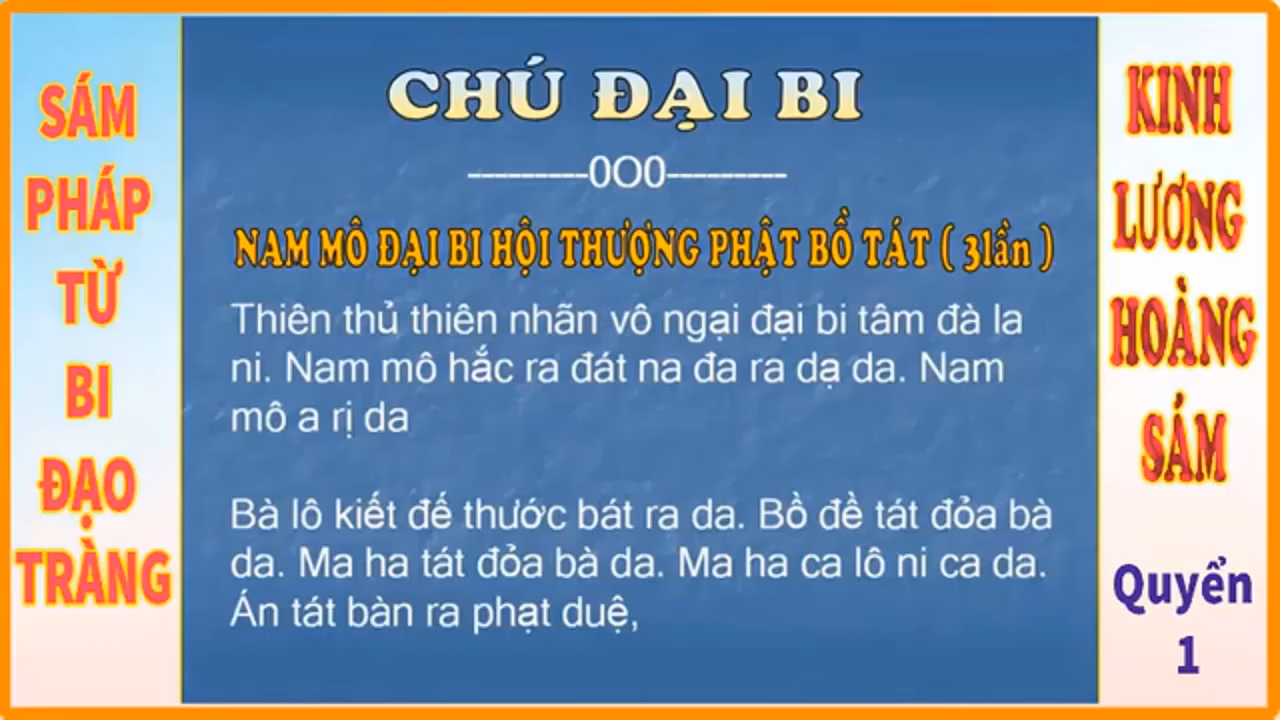 SÁM
PHÁP
TỪ
BI
ĐẠO
TRÀNG
CHÚ ĐẠI BI
----------0O0----------
NAM MÔ ĐẠI BI HỘI THƯỢNG PHẬT BỒ TÁT ( 3lần )
Thiên thủ thiên nhãn vô ngại đại bi tâm đà la
ni. Nam mô hắc ra đát na đa ra dạ da. Nam
mô a rị da
Bà lô kiết đế thước bát ra da. Bồ đề tát đỏa bà
da. Ma ha tát đỏa bà da. Ma ha ca lô ni ca da.
Án tát bàn ra phạt duệ,
KINH
LƯƠNG
HOÀNG
SÁM
Quyển
1